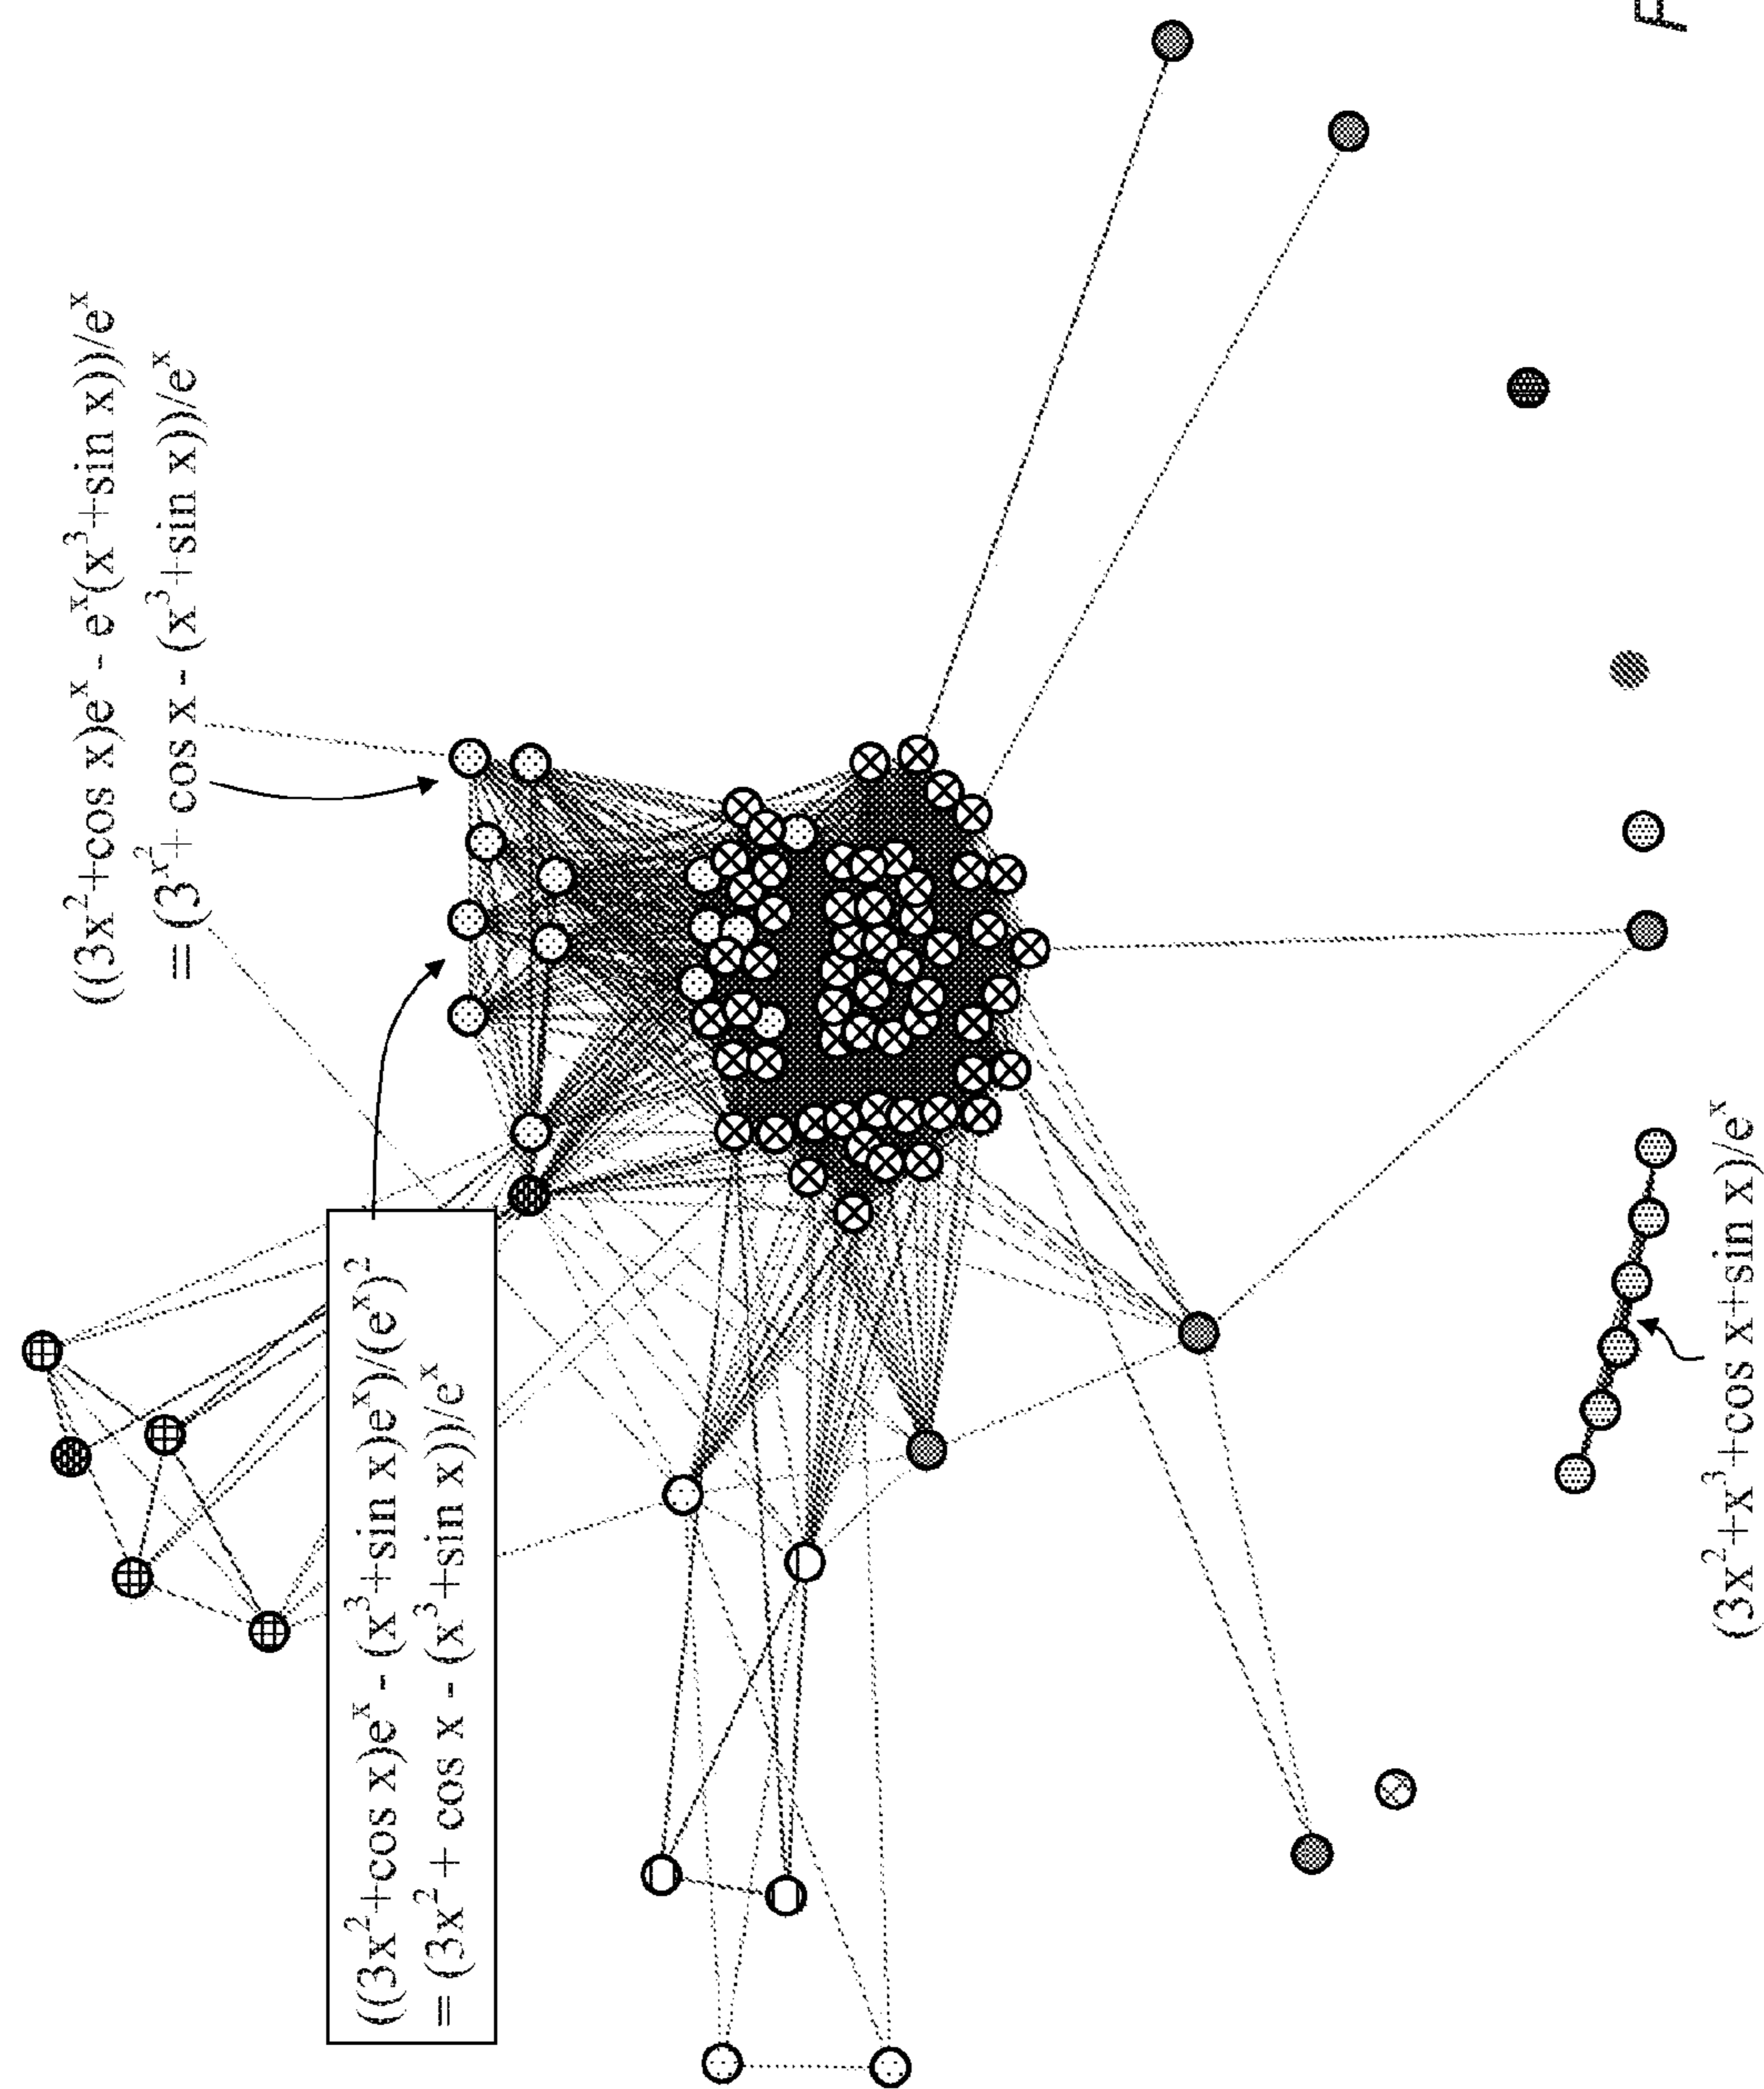 ((3x²+cos x)eˣ - eˣ(x³+sin x))/eˣ
= (3ˣ² + cos x - (x³+sin x))/eˣ
((3x²+cos x)eˣ - (x³+sin x)eˣ)/(eˣ)²
= (3x² + cos x - (x³+sin x))/eˣ
(3x²+x³+cos x+sin x)/eˣ